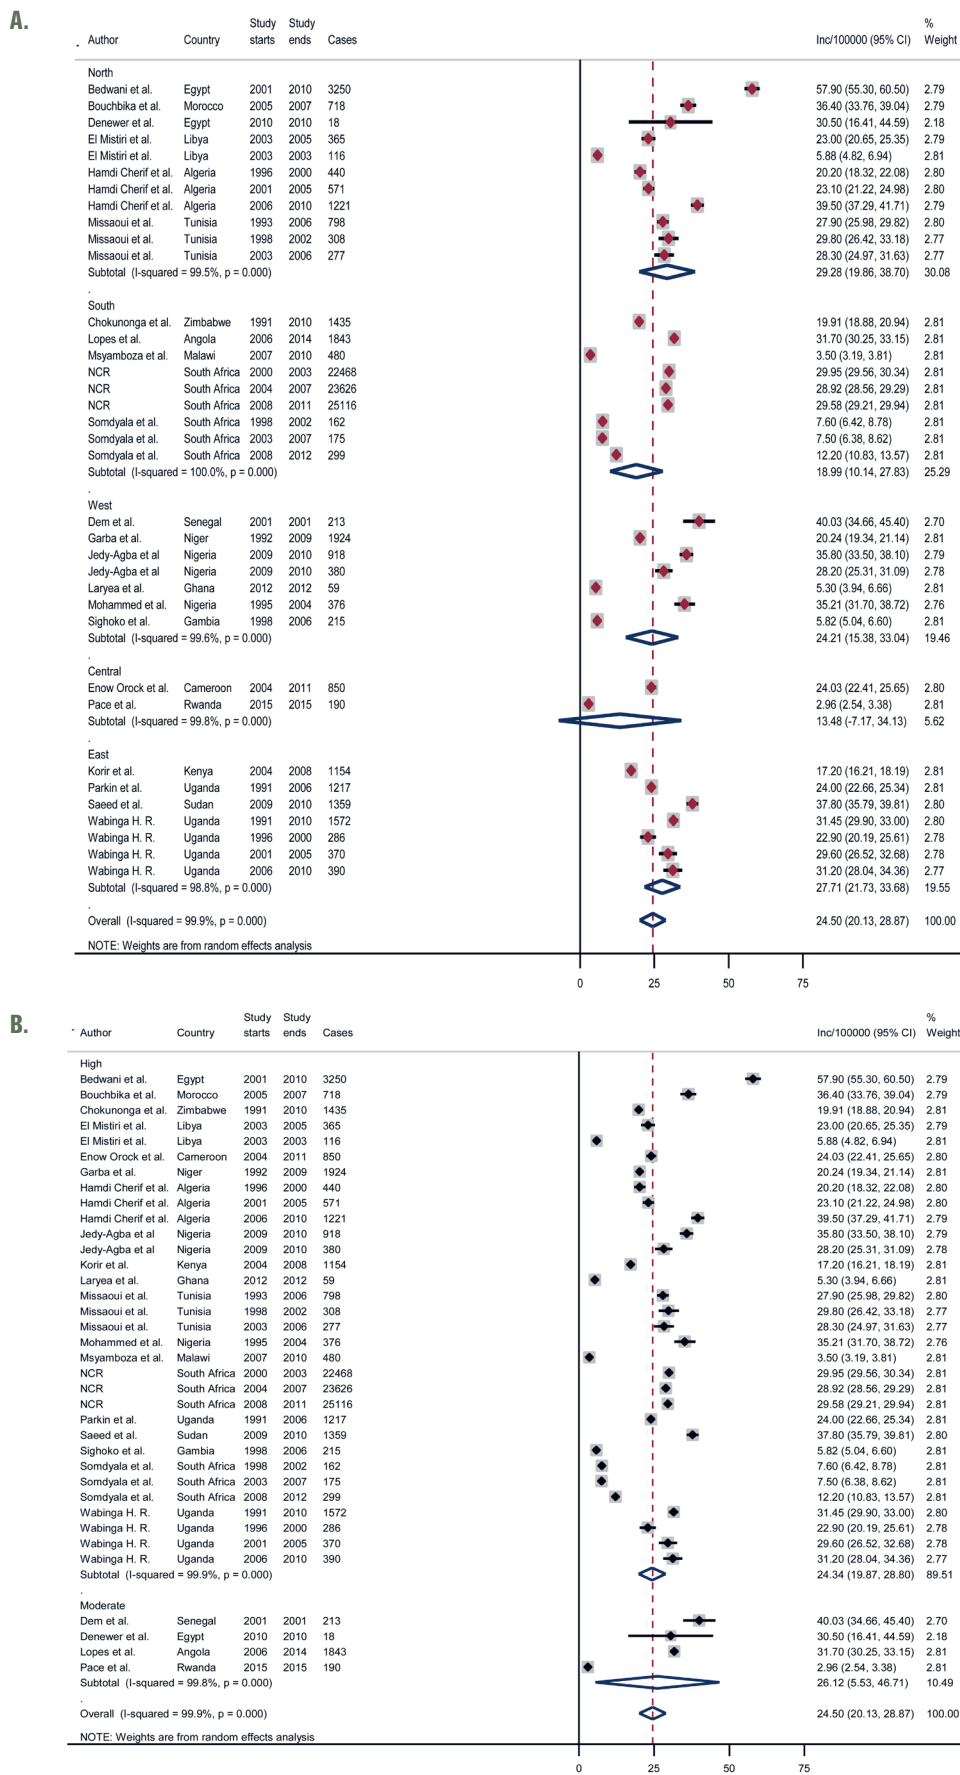 A.
Study Study %
. Author Country starts ends Cases Inc/100000 (95% CI) Weight
North
Bedwani et al. Egypt 2001 2010 3250 57.90 (55.30, 60.50) 2.79
Bouchbika et al. Morocco 2005 2007 718 36.40 (33.76, 39.04) 2.79
Denewer et al. Egypt 2010 2010 18 30.50 (16.41, 44.59) 2.18
El Mistiri et al. Libya 2003 2005 365 23.00 (20.65, 25.35) 2.79
El Mistiri et al. Libya 2003 2003 116 5.88 (4.82, 6.94) 2.81
Hamdi Cherif et al. Algeria 1996 2000 440 20.20 (18.32, 22.08) 2.80
Hamdi Cherif et al. Algeria 2001 2005 571 23.10 (21.22, 24.98) 2.80
Hamdi Cherif et al. Algeria 2006 2010 1221 39.50 (37.29, 41.71) 2.79
Missaoui et al. Tunisia 1993 2006 798 27.90 (25.98, 29.82) 2.80
Missaoui et al. Tunisia 1998 2002 308 29.80 (26.42, 33.18) 2.77
Missaoui et al. Tunisia 2003 2006 277 28.30 (24.97, 31.63) 2.77
Subtotal (I-squared = 99.5%, p = 0.000) 29.28 (19.86, 38.70) 30.08
.
South
Chokunonga et al. Zimbabwe 1991 2010 1435 19.91 (18.88, 20.94) 2.81
Lopes et al. Angola 2006 2014 1843 31.70 (30.25, 33.15) 2.81
Msyamboza et al. Malawi 2007 2010 480 3.50 (3.19, 3.81) 2.81
NCR South Africa 2000 2003 22468 29.95 (29.56, 30.34) 2.81
NCR South Africa 2004 2007 23626 28.92 (28.56, 29.29) 2.81
NCR South Africa 2008 2011 25116 29.58 (29.21, 29.94) 2.81
Somdyala et al. South Africa 1998 2002 162 7.60 (6.42, 8.78) 2.81
Somdyala et al. South Africa 2003 2007 175 7.50 (6.38, 8.62) 2.81
Somdyala et al. South Africa 2008 2012 299 12.20 (10.83, 13.57) 2.81
Subtotal (I-squared = 100.0%, p = 0.000) 18.99 (10.14, 27.83) 25.29
.
West
Dem et al. Senegal 2001 2001 213 40.03 (34.66, 45.40) 2.70
Garba et al. Niger 1992 2009 1924 20.24 (19.34, 21.14) 2.81
Jedy-Agba et al Nigeria 2009 2010 918 35.80 (33.50, 38.10) 2.79
Jedy-Agba et al Nigeria 2009 2010 380 28.20 (25.31, 31.09) 2.78
Laryea et al. Ghana 2012 2012 59 5.30 (3.94, 6.66) 2.81
Mohammed et al. Nigeria 1995 2004 376 35.21 (31.70, 38.72) 2.76
Sighoko et al. Gambia 1998 2006 215 5.82 (5.04, 6.60) 2.81
Subtotal (I-squared = 99.6%, p = 0.000) 24.21 (15.38, 33.04) 19.46
.
Central
Enow Orock et al. Cameroon 2004 2011 850 24.03 (22.41, 25.65) 2.80
Pace et al. Rwanda 2015 2015 190 2.96 (2.54, 3.38) 2.81
Subtotal (I-squared = 99.8%, p = 0.000) 13.48 (-7.17, 34.13) 5.62
.
East
Korir et al. Kenya 2004 2008 1154 17.20 (16.21, 18.19) 2.81
Parkin et al. Uganda 1991 2006 1217 24.00 (22.66, 25.34) 2.81
Saeed et al. Sudan 2009 2010 1359 37.80 (35.79, 39.81) 2.80
Wabinga H. R. Uganda 1991 2010 1572 31.45 (29.90, 33.00) 2.80
Wabinga H. R. Uganda 1996 2000 286 22.90 (20.19, 25.61) 2.78
Wabinga H. R. Uganda 2001 2005 370 29.60 (26.52, 32.68) 2.78
Wabinga H. R. Uganda 2006 2010 390 31.20 (28.04, 34.36) 2.77
Subtotal (I-squared = 98.8%, p = 0.000) 27.71 (21.73, 33.68) 19.55
.
Overall (I-squared = 99.9%, p = 0.000) 24.50 (20.13, 28.87) 100.00
NOTE: Weights are from random effects analysis
0 25 50 75
B.
Study Study %
. Author Country starts ends Cases Inc/100000 (95% CI) Weight
High
Bedwani et al. Egypt 2001 2010 3250 57.90 (55.30, 60.50) 2.79
Bouchbika et al. Morocco 2005 2007 718 36.40 (33.76, 39.04) 2.79
Chokunonga et al. Zimbabwe 1991 2010 1435 19.91 (18.88, 20.94) 2.81
El Mistiri et al. Libya 2003 2005 365 23.00 (20.65, 25.35) 2.79
El Mistiri et al. Libya 2003 2003 116 5.88 (4.82, 6.94) 2.81
Enow Orock et al. Cameroon 2004 2011 850 24.03 (22.41, 25.65) 2.80
Garba et al. Niger 1992 2009 1924 20.24 (19.34, 21.14) 2.81
Hamdi Cherif et al. Algeria 1996 2000 440 20.20 (18.32, 22.08) 2.80
Hamdi Cherif et al. Algeria 2001 2005 571 23.10 (21.22, 24.98) 2.80
Hamdi Cherif et al. Algeria 2006 2010 1221 39.50 (37.29, 41.71) 2.79
Jedy-Agba et al Nigeria 2009 2010 918 35.80 (33.50, 38.10) 2.79
Jedy-Agba et al Nigeria 2009 2010 380 28.20 (25.31, 31.09) 2.78
Korir et al. Kenya 2004 2008 1154 17.20 (16.21, 18.19) 2.81
Laryea et al. Ghana 2012 2012 59 5.30 (3.94, 6.66) 2.81
Missaoui et al. Tunisia 1993 2006 798 27.90 (25.98, 29.82) 2.80
Missaoui et al. Tunisia 1998 2002 308 29.80 (26.42, 33.18) 2.77
Missaoui et al. Tunisia 2003 2006 277 28.30 (24.97, 31.63) 2.77
Mohammed et al. Nigeria 1995 2004 376 35.21 (31.70, 38.72) 2.76
Msyamboza et al. Malawi 2007 2010 480 3.50 (3.19, 3.81) 2.81
NCR South Africa 2000 2003 22468 29.95 (29.56, 30.34) 2.81
NCR South Africa 2004 2007 23626 28.92 (28.56, 29.29) 2.81
NCR South Africa 2008 2011 25116 29.58 (29.21, 29.94) 2.81
Parkin et al. Uganda 1991 2006 1217 24.00 (22.66, 25.34) 2.81
Saeed et al. Sudan 2009 2010 1359 37.80 (35.79, 39.81) 2.80
Sighoko et al. Gambia 1998 2006 215 5.82 (5.04, 6.60) 2.81
Somdyala et al. South Africa 1998 2002 162 7.60 (6.42, 8.78) 2.81
Somdyala et al. South Africa 2003 2007 175 7.50 (6.38, 8.62) 2.81
Somdyala et al. South Africa 2008 2012 299 12.20 (10.83, 13.57) 2.81
Wabinga H. R. Uganda 1991 2010 1572 31.45 (29.90, 33.00) 2.80
Wabinga H. R. Uganda 1996 2000 286 22.90 (20.19, 25.61) 2.78
Wabinga H. R. Uganda 2001 2005 370 29.60 (26.52, 32.68) 2.78
Wabinga H. R. Uganda 2006 2010 390 31.20 (28.04, 34.36) 2.77
Subtotal (I-squared = 99.9%, p = 0.000) 24.34 (19.87, 28.80) 89.51
.
Moderate
Dem et al. Senegal 2001 2001 213 40.03 (34.66, 45.40) 2.70
Denewer et al. Egypt 2010 2010 18 30.50 (16.41, 44.59) 2.18
Lopes et al. Angola 2006 2014 1843 31.70 (30.25, 33.15) 2.81
Pace et al. Rwanda 2015 2015 190 2.96 (2.54, 3.38) 2.81
Subtotal (I-squared = 99.8%, p = 0.000) 26.12 (5.53, 46.71) 10.49
.
Overall (I-squared = 99.9%, p = 0.000) 24.50 (20.13, 28.87) 100.00
NOTE: Weights are from random effects analysis
0 25 50 75